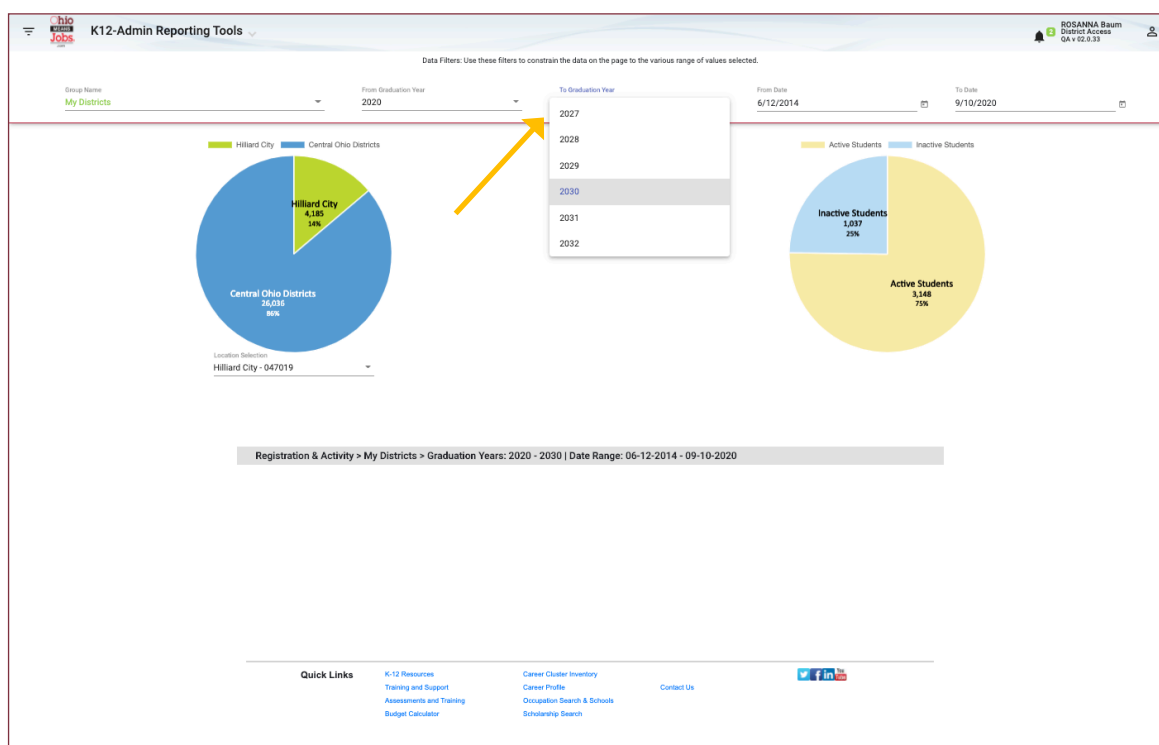 Ohio
MEANS
Jobs
K12-Admin Reporting Tools
2
ROSANNA Baum
District Access
QA v 02.0.33
Data Filters: Use these filters to constrain the data on the page to the various range of values selected.
Group Name
My Districts
From Graduation Year
2020
To Graduation Year
2027
2028
2029
2030
2031
2032
From Date
6/12/2014
To Date
9/10/2020
Hilliard City
Central Ohio Districts
Hilliard City
4,185
14%
Central Ohio Districts
26,036
86%
Active Students
Inactive Students
Inactive Students
1,037
25%
Active Students
3,148
75%
Location Selection
Hilliard City - 047019
Registration & Activity > My Districts > Graduation Years: 2020 - 2030 | Date Range: 06-12-2014 - 09-10-2020
Quick Links
K-12 Resources
Training and Support
Assessments and Training
Budget Calculator
Career Cluster Inventory
Career Profile
Occupation Search & Schools
Scholarship Search
Contact Us
f
in
You
Tube